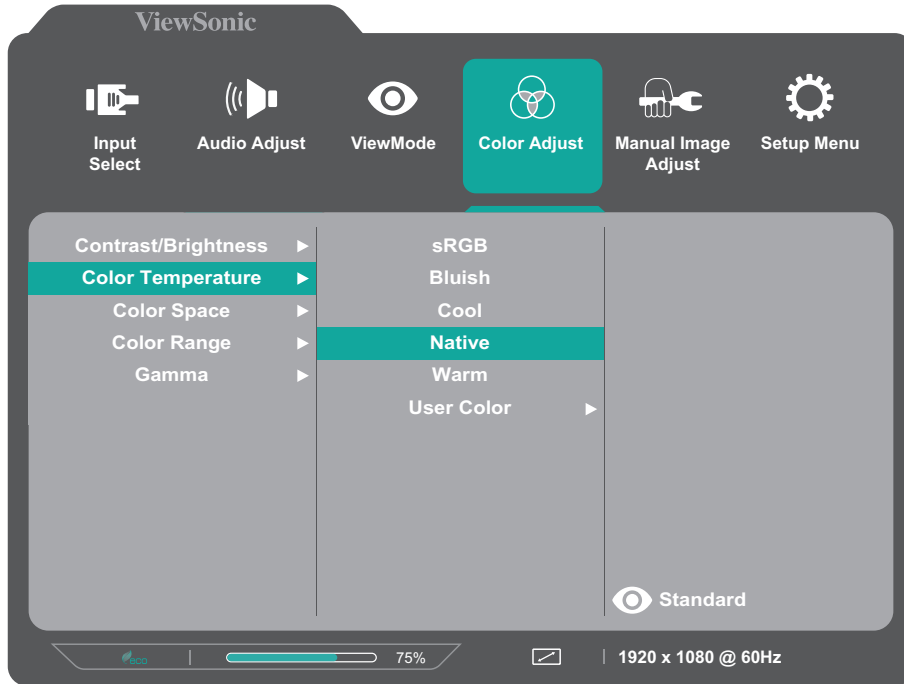 ViewSonic
Input
Select
Audio Adjust
ViewMode
Color Adjust
Manual Image
Adjust
Setup Menu
Contrast/Brightness
Color Temperature
Color Space
Color Range
Gamma
sRGB
Bluish
Cool
Native
Warm
User Color
Standard
eco
75%
1920 x 1080 @ 60Hz